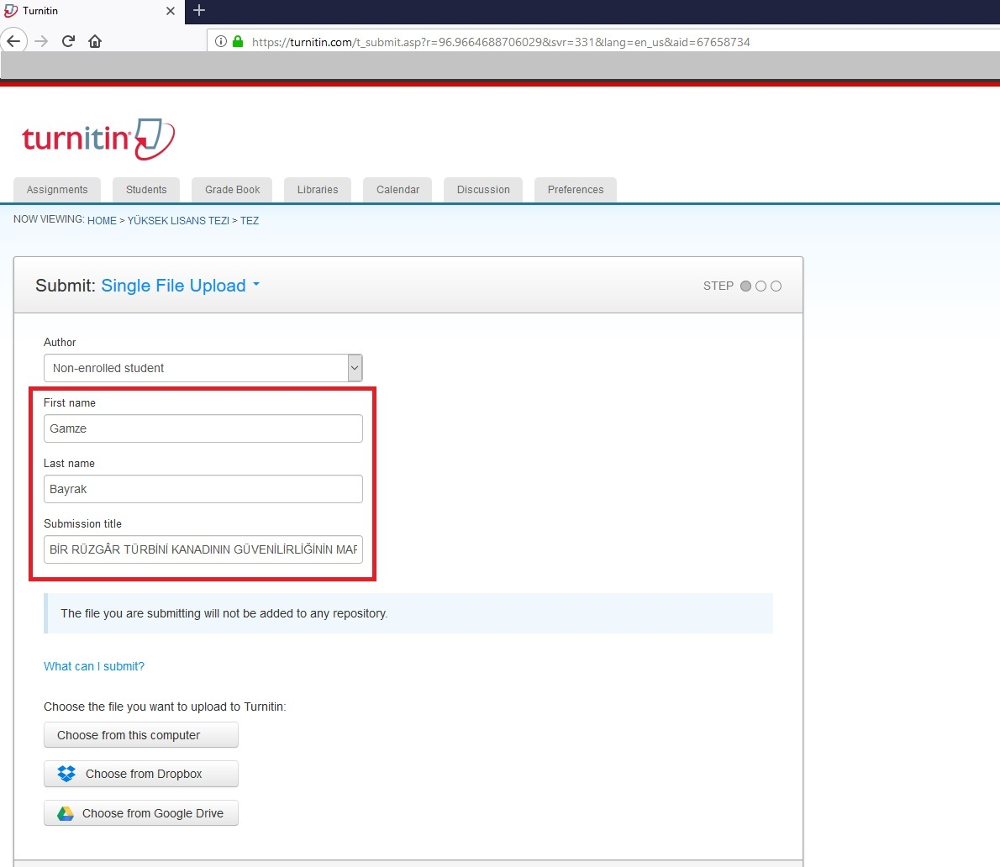 Turnitin
https://turnitin.com/t_submit.asp?r=96.9664688706029&svr=331&lang=en_us&aid=67658734
turnitin
Assignments Students Grade Book Libraries Calendar Discussion Preferences
NOW VIEWING: HOME > YÜKSEK LISANS TEZI > TEZ
Submit: Single File Upload
STEP
Author
Non-enrolled student
First name
Gamze
Last name
Bayrak
Submission title
BİR RÜZGÂR TÜRBİNİ KANADININ GÜVENİLİRLİĞİNİN
The file you are submitting will not be added to any repository.
What can I submit?
Choose the file you want to upload to Turnitin:
Choose from this computer
Choose from Dropbox
Choose from Google Drive